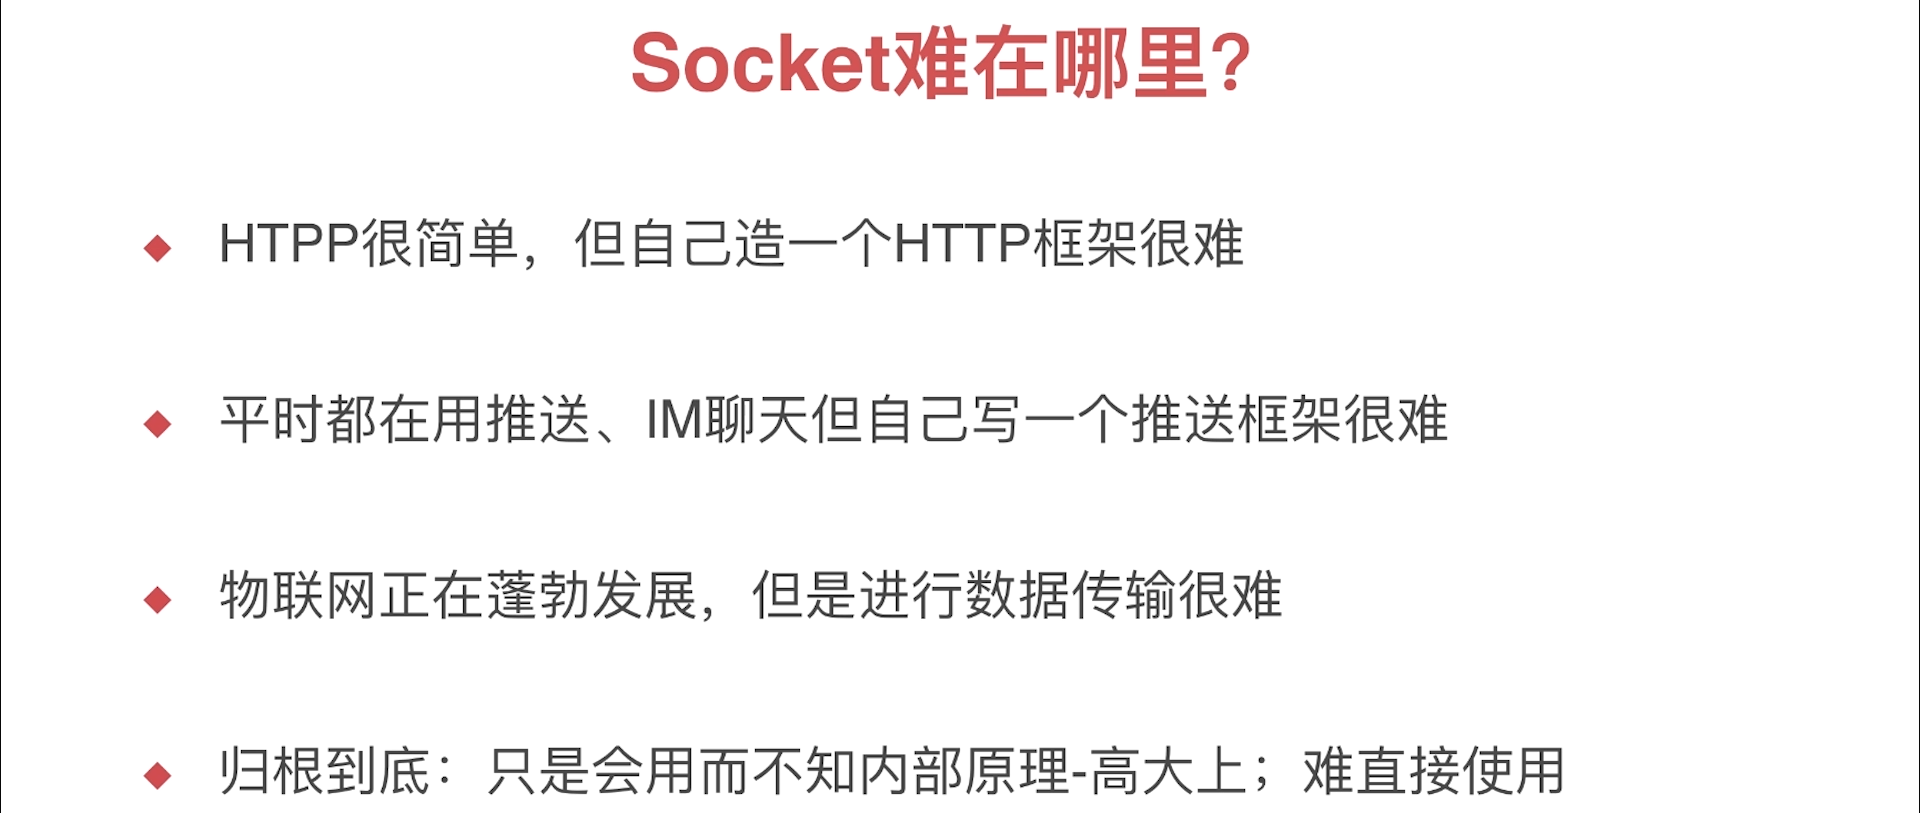 Socket难在哪里?
HTPP很简单，但自己造一个HTTP框架很难
平时都在用推送、IM聊天但自己写一个推送框架很难
物联网正在蓬勃发展，但是进行数据传输很难
归根到底：只是会用而不知内部原理-高大上；难直接使用